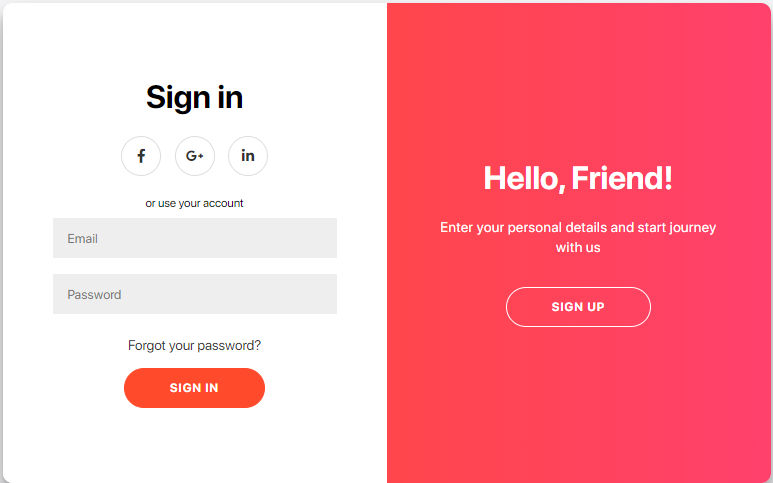 Sign in
f G+ in
or use your account
Email
Password
Forgot your password?
SIGN IN
Hello, Friend!
Enter your personal details and start journey
with us
SIGN UP